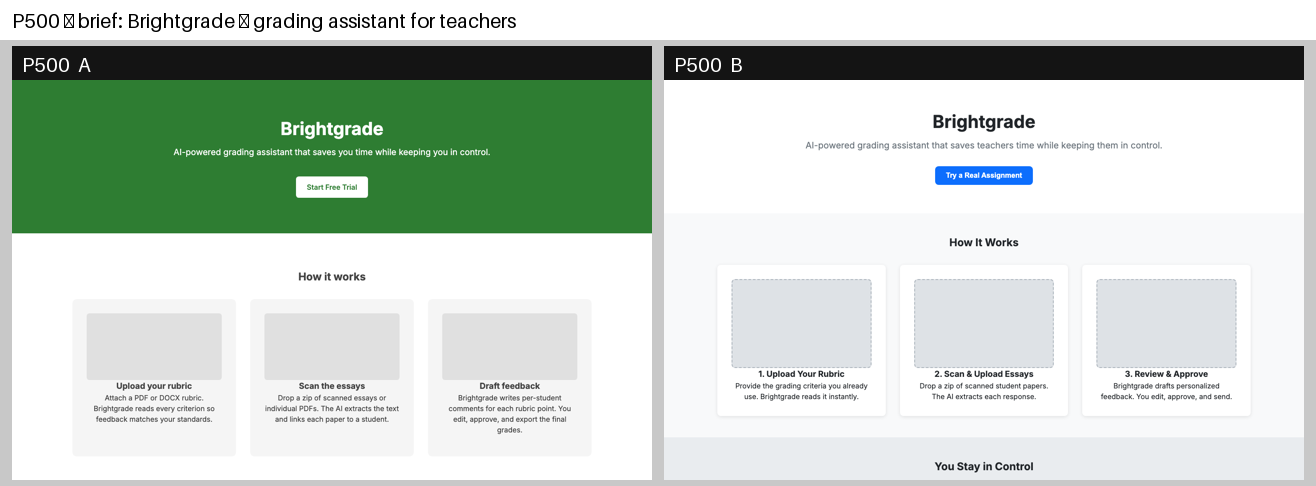 P500 brief: Brightgrade grading assistant for teachers
P500 A
Brightgrade
AI-powered grading assistant that saves you time while keeping you in control.
Start Free Trial
How it works
Upload your rubric
Attach a PDF or DOCX rubric.
Brightgrade reads every criterion so
feedback matches your standards.
Scan the essays
Drop a zip of scanned essays or
individual PDFs. The AI extracts the text
and links each paper to a student.
Draft feedback
Brightgrade writes per-student
comments for each rubric point. You
edit, approve, and export the final
grades.
P500 B
Brightgrade
AI-powered grading assistant that saves teachers time while keeping them in control.
Try a Real Assignment
How It Works
1. Upload Your Rubric
Provide the grading criteria you already
use. Brightgrade reads it instantly.
2. Scan & Upload Essays
Drop a zip of scanned student papers.
The AI extracts each response.
3. Review & Approve
Brightgrade drafts personalized
feedback. You edit, approve, and send.
You Stay in Control